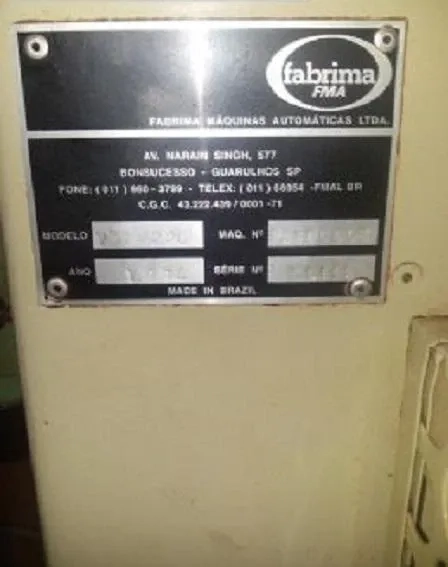 fabrima
FMA
FABRIMA MÁQUINAS AUTOMÁTICAS LTDA.
AV. NARAIN SINGH, 577
BONSUCESSO - GUARULHOS SP
FONE: (011) 660-3799 - TELEX: (011) 66954 -FMAL BR
C.G.C. 43.222.439/0001-71
MODELO MAQ. Nº
ANO SÉRIE Nº
MADE IN BRAZIL